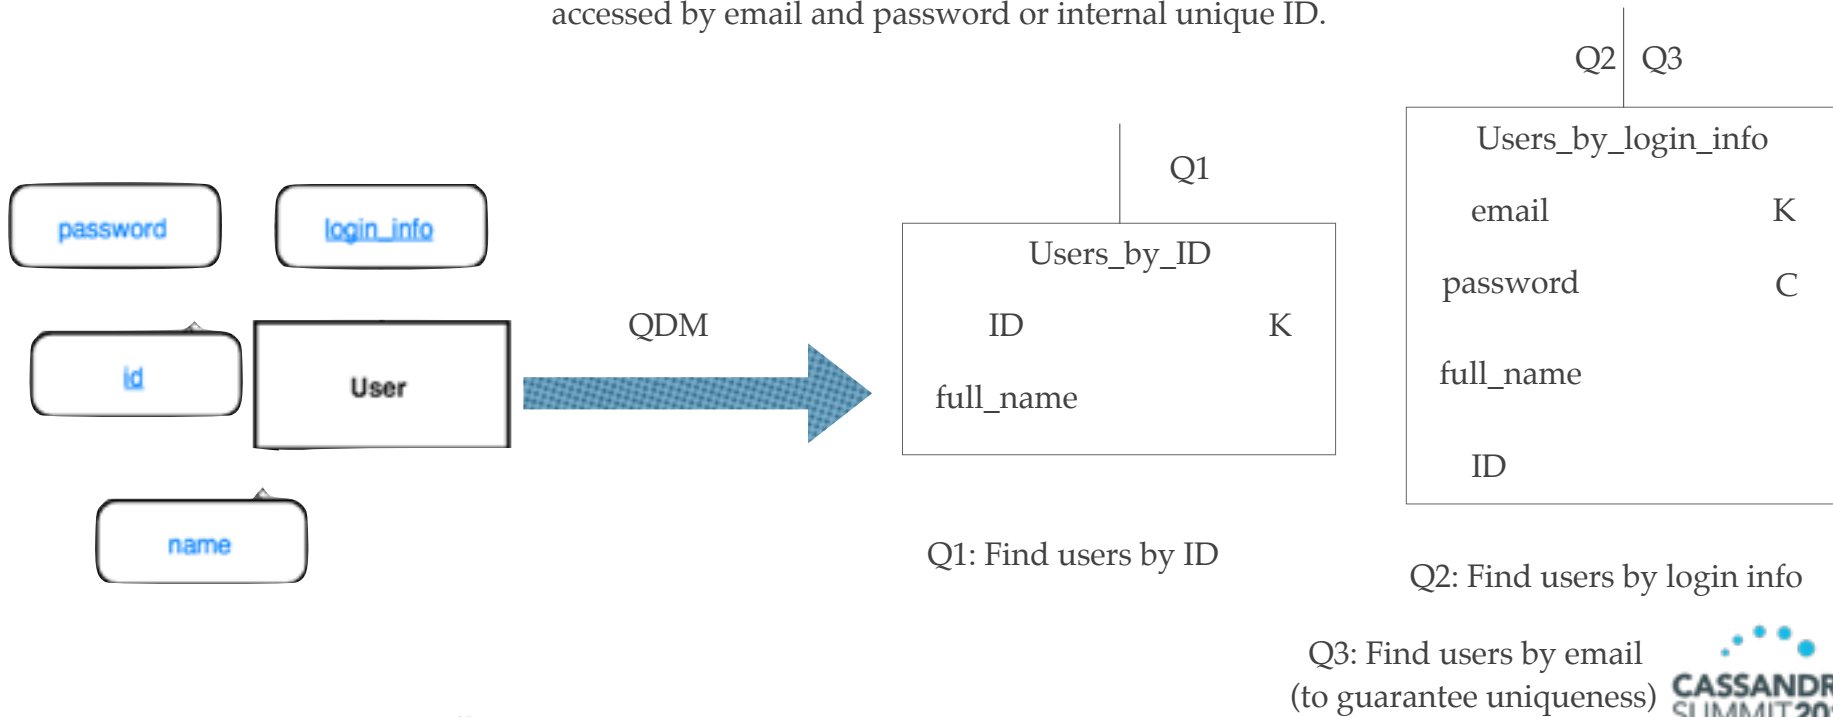 accessed by email and password or internal unique ID.
Q2 Q3
Users_by_login_info
Q1
email K
password login_info
Users_by_ID
password C
QDM
ID K
id
User
full_name
full_name
ID
name
Q1: Find users by ID
Q2: Find users by login info
Q3: Find users by email
(to guarantee uniqueness)